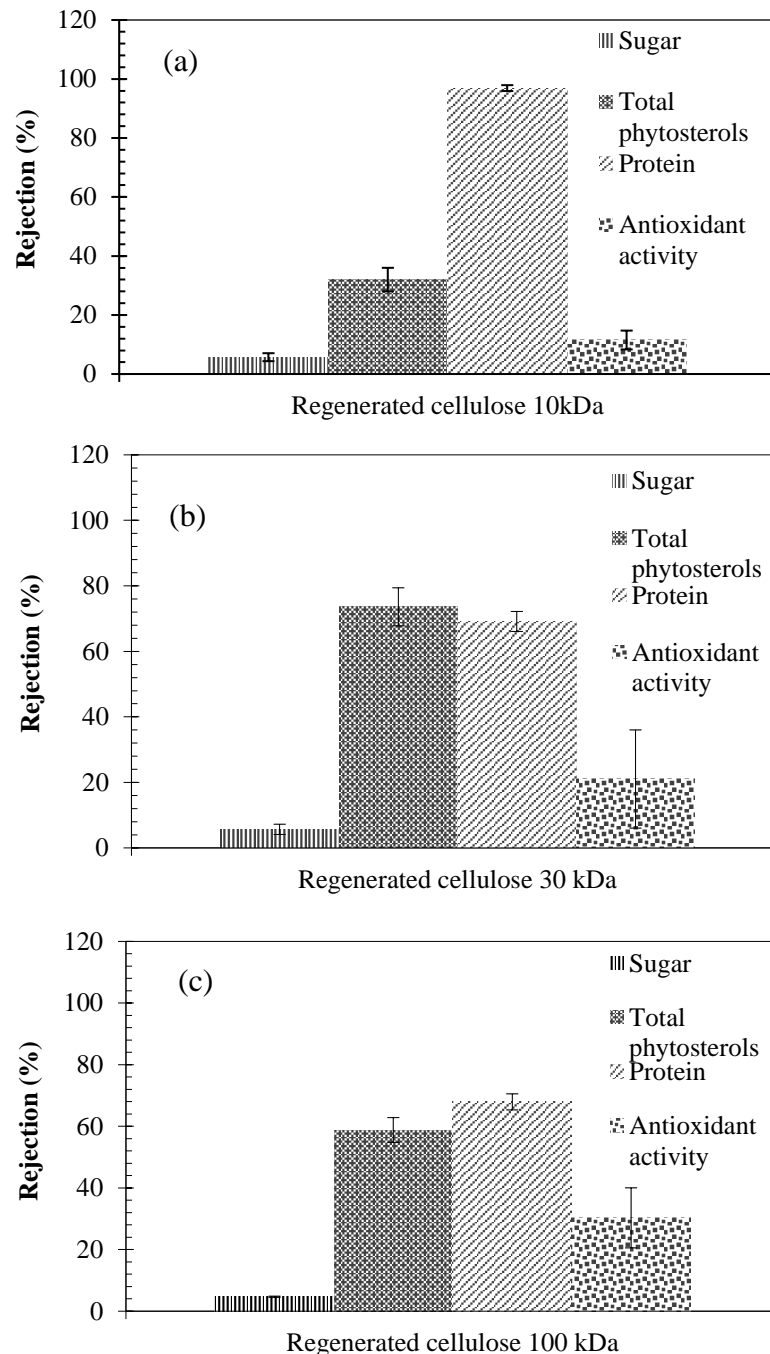 120
100
80
60
40
20
0
Rejection (%)
(a)
Sugar
Total
phytosterols
Protein
Antioxidant
activity
Regenerated cellulose 10kDa
120
100
80
60
40
20
0
Rejection (%)
(b)
Sugar
Total
phytosterols
Protein
Antioxidant
activity
Regenerated cellulose 30 kDa
120
100
80
60
40
20
0
Rejection (%)
(c)
Sugar
Total
phytosterols
Protein
Antioxidant
activity
Regenerated cellulose 100 kDa